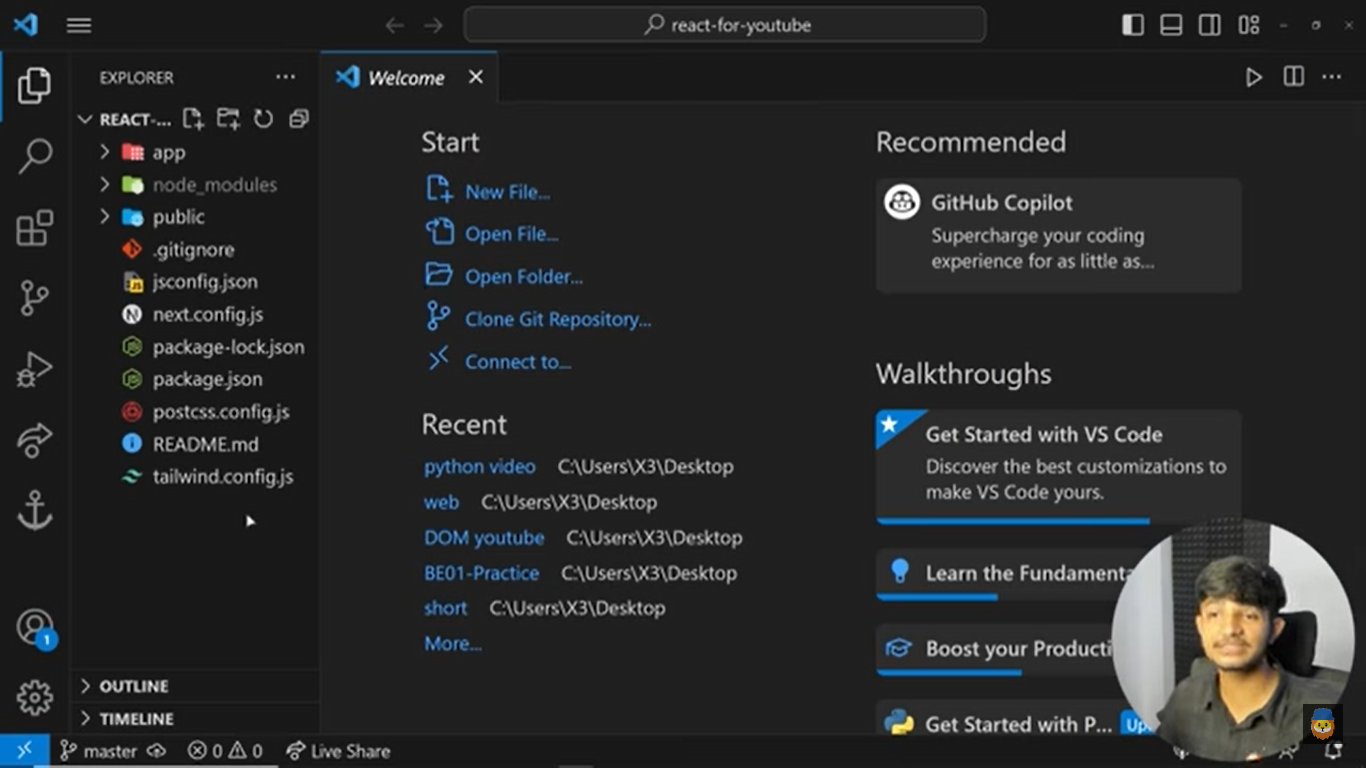 react-for-youtube
EXPLORER
REACT-...
app
node_modules
public
.gitignore
jsconfig.json
next.config.js
package-lock.json
package.json
postcss.config.js
README.md
tailwind.config.js
OUTLINE
TIMELINE
Welcome
Start
New File...
Open File...
Open Folder...
Clone Git Repository...
Connect to...
Recent
python video C:\Users\X3\Desktop
web C:\Users\X3\Desktop
DOM youtube C:\Users\X3\Desktop
BE01-Practice C:\Users\X3\Desktop
short C:\Users\X3\Desktop
More...
Recommended
GitHub Copilot
Supercharge your coding
experience for as little as...
Walkthroughs
Get Started with VS Code
Discover the best customizations to
make VS Code yours.
Learn the Fundamenta
Boost your Producti
Get Started with P... Up
1
master 0 0 Live Share